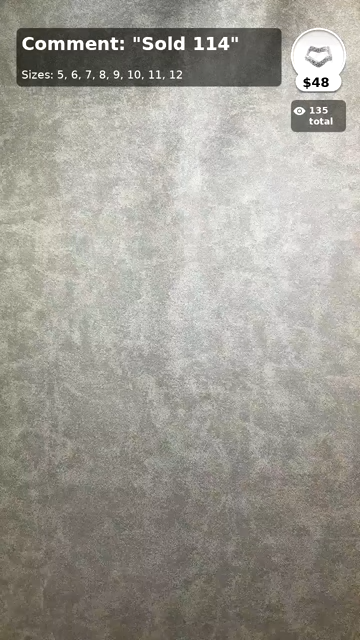 Comment: "Sold 114"
Sizes: 5, 6, 7, 8, 9, 10, 11, 12
$48
135
total